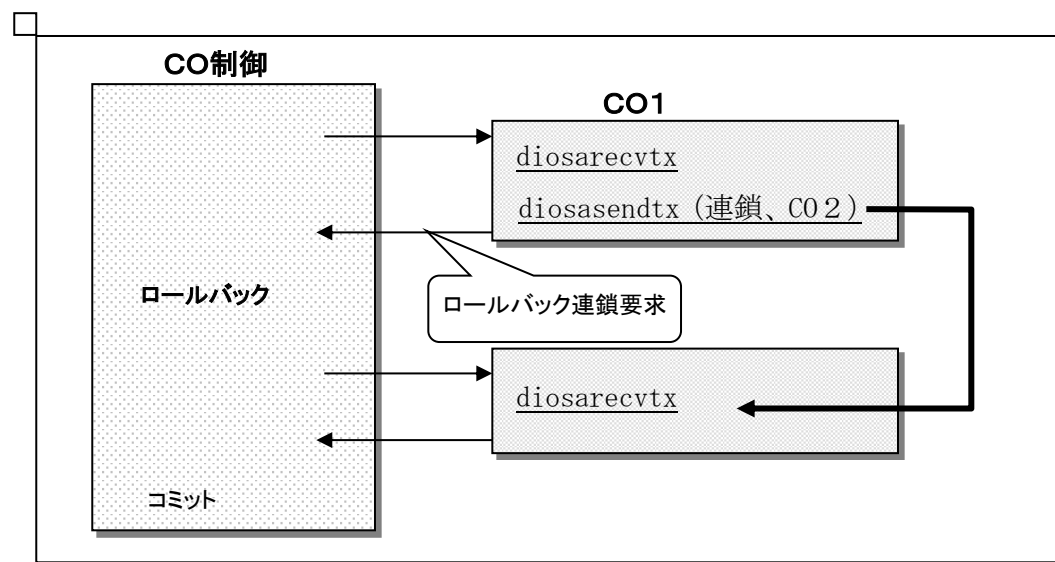 CO制御
CO1
diosarecvtx
diosasendtx(連鎖、CO2)
ロールバック
ロールバック連鎖要求
diosarecvtx
コミット